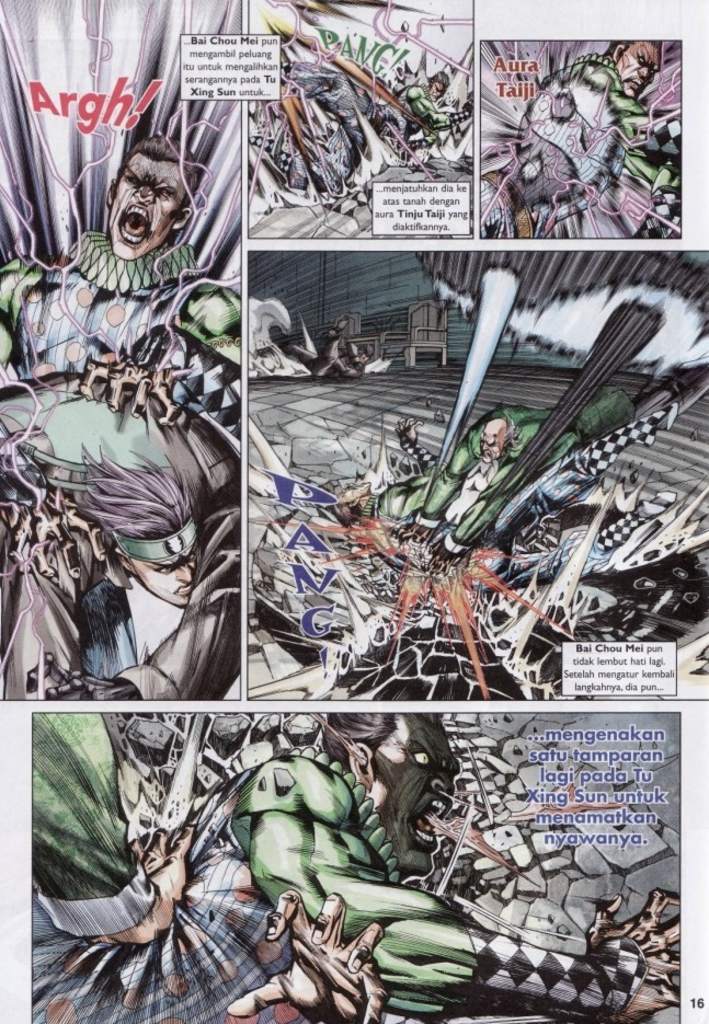 Argh!
...Bai Chou Mei pun
mengambil peluang
itu untuk mengalihkan
serangannya pada Tu
Xing Sun untuk...
PANG!
...menjatuhkan dia ke
atas tanah dengan
aura Tinju Taiji yang
diaktifkannya.
Aura
Taiji
PAANG!
Bai Chou Mei pun
tidak lembut hati lagi.
Setelah mengatur kembali
langkahnya, dia pun...
...mengenakan
satu tamparan
lagi pada Tu
Xing Sun untuk
menamatkan
nyawanya.
16